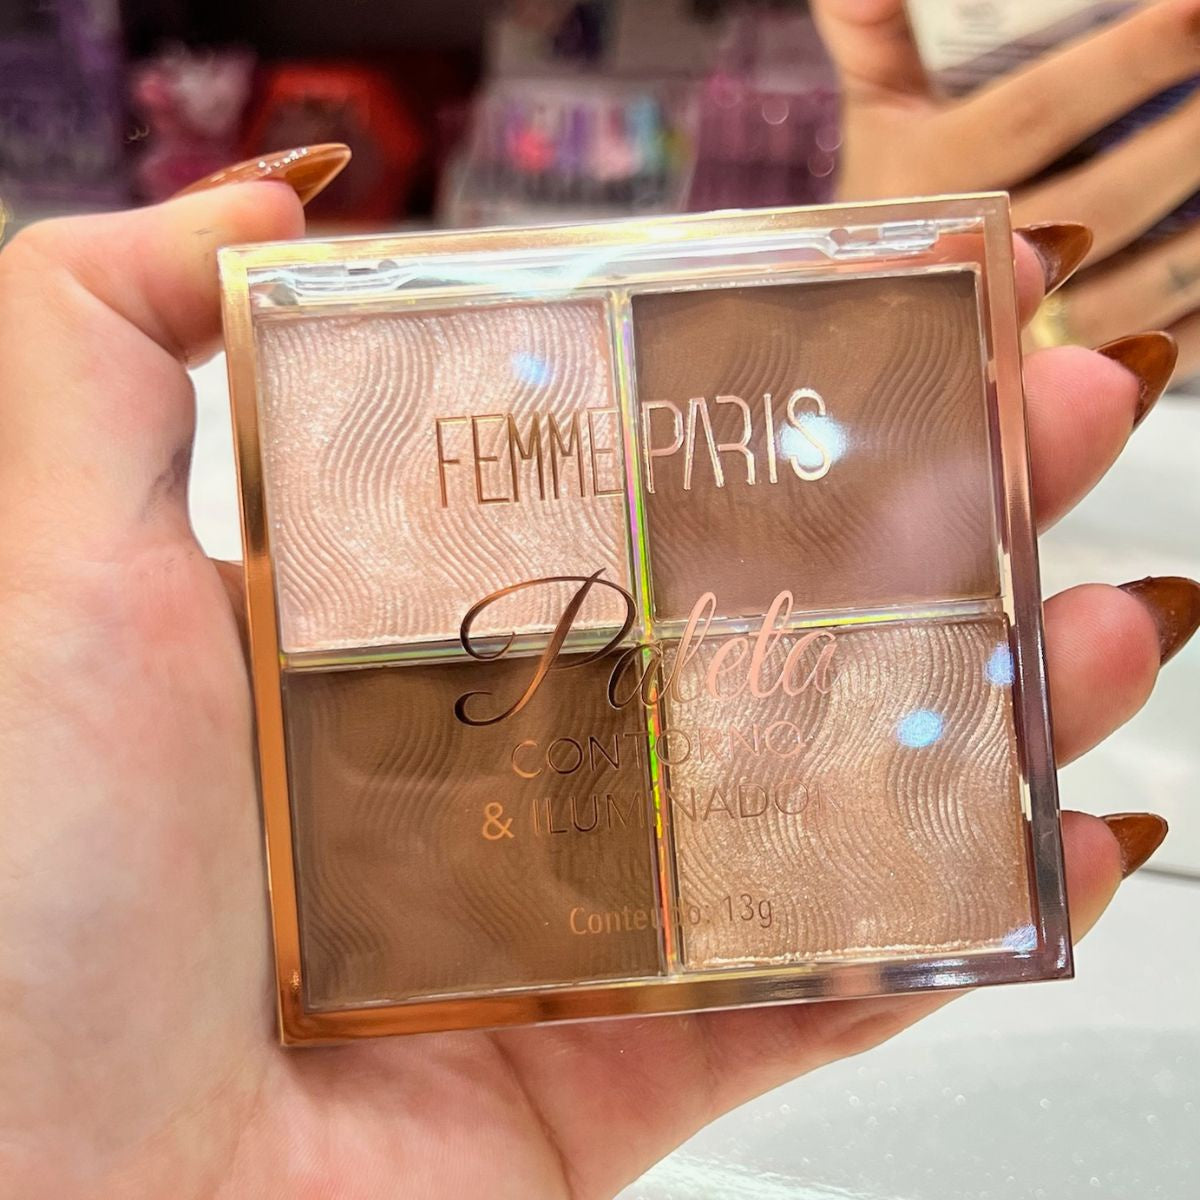 FEMME PARIS
Paleta
CONTORNO
& ILUMINADOR
Conteúdo: 13g